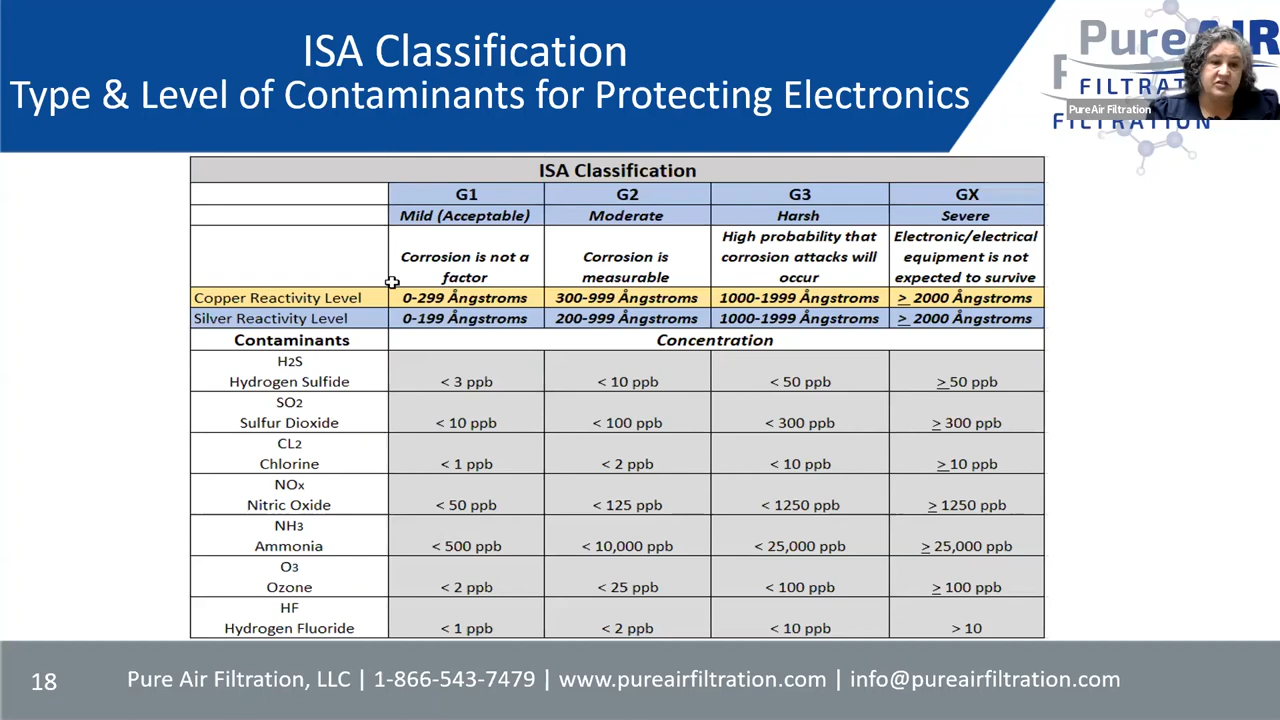 ISA Classification
Type & Level of Contaminants for Protecting Electronics
PureAIR
FILTRATION
PureAir Filtration
FILTRATION
ISA Classification
G1 G2 G3 GX
Mild (Acceptable) Moderate Harsh Severe
High probability that Electronic/electrical
Corrosion is not a Corrosion is corrosion attacks will equipment is not
factor measurable occur expected to survive
Copper Reactivity Level 0-299 Ångstroms 300-999 Ångstroms 1000-1999 Ångstroms ≥ 2000 Ångstroms
Silver Reactivity Level 0-199 Ångstroms 200-999 Ångstroms 1000-1999 Ångstroms ≥ 2000 Ångstroms
Contaminants Concentration
H2S
Hydrogen Sulfide < 3 ppb < 10 ppb < 50 ppb ≥ 50 ppb
SO2
Sulfur Dioxide < 10 ppb < 100 ppb < 300 ppb ≥ 300 ppb
CL2
Chlorine < 1 ppb < 2 ppb < 10 ppb ≥ 10 ppb
NOx
Nitric Oxide < 50 ppb < 125 ppb < 1250 ppb ≥ 1250 ppb
NH3
Ammonia < 500 ppb < 10,000 ppb < 25,000 ppb ≥ 25,000 ppb
O3
Ozone < 2 ppb < 25 ppb < 100 ppb ≥ 100 ppb
HF
Hydrogen Fluoride < 1 ppb < 2 ppb < 10 ppb > 10
18 Pure Air Filtration, LLC | 1-866-543-7479 | www.pureairfiltration.com | info@pureairfiltration.com